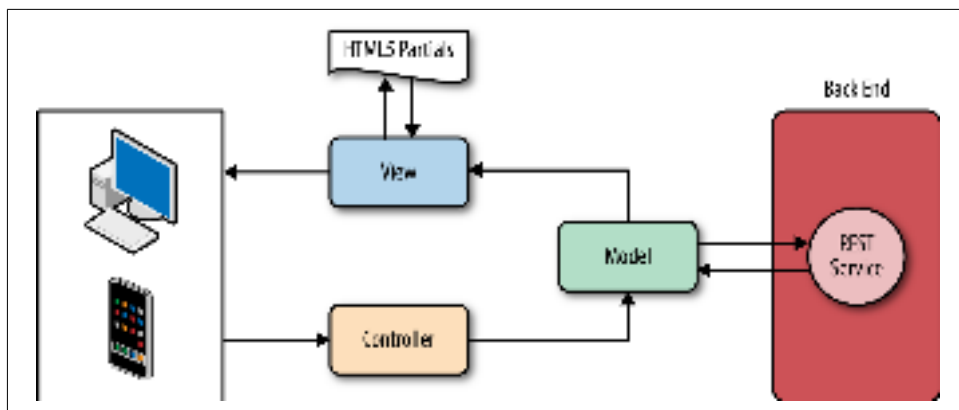 HTML5 Partials
Back End
View
REST
Service
Model
Controller